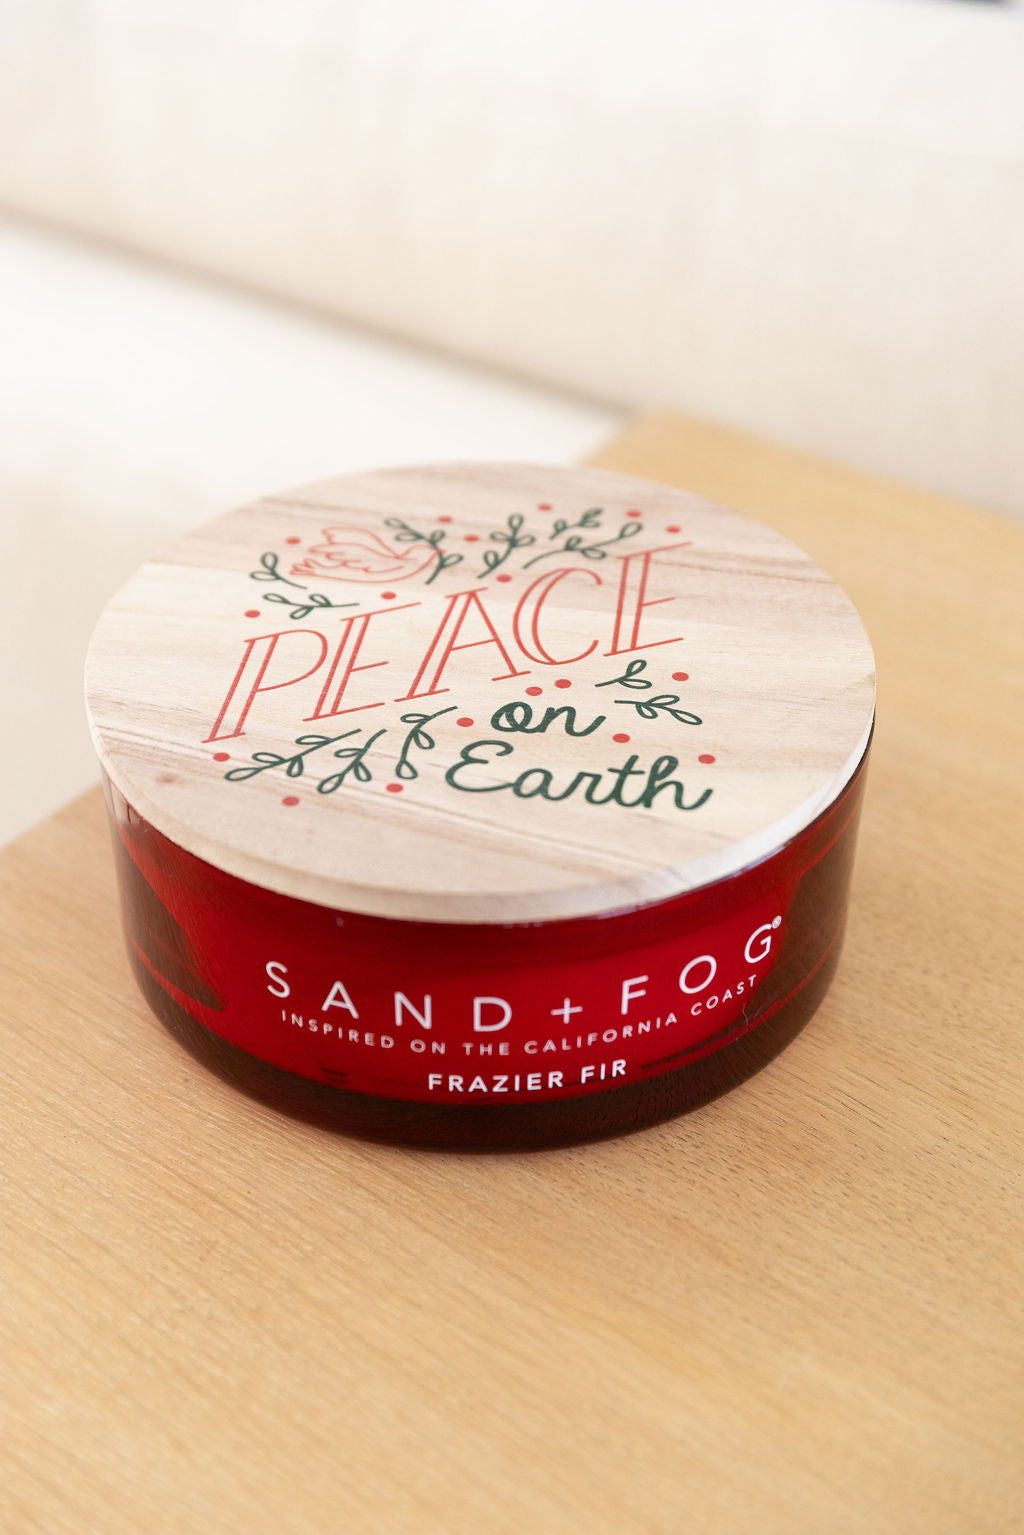 PEACE
on
Earth
SAND + FOG®
INSPIRED ON THE CALIFORNIA COAST
FRAZIER FIR